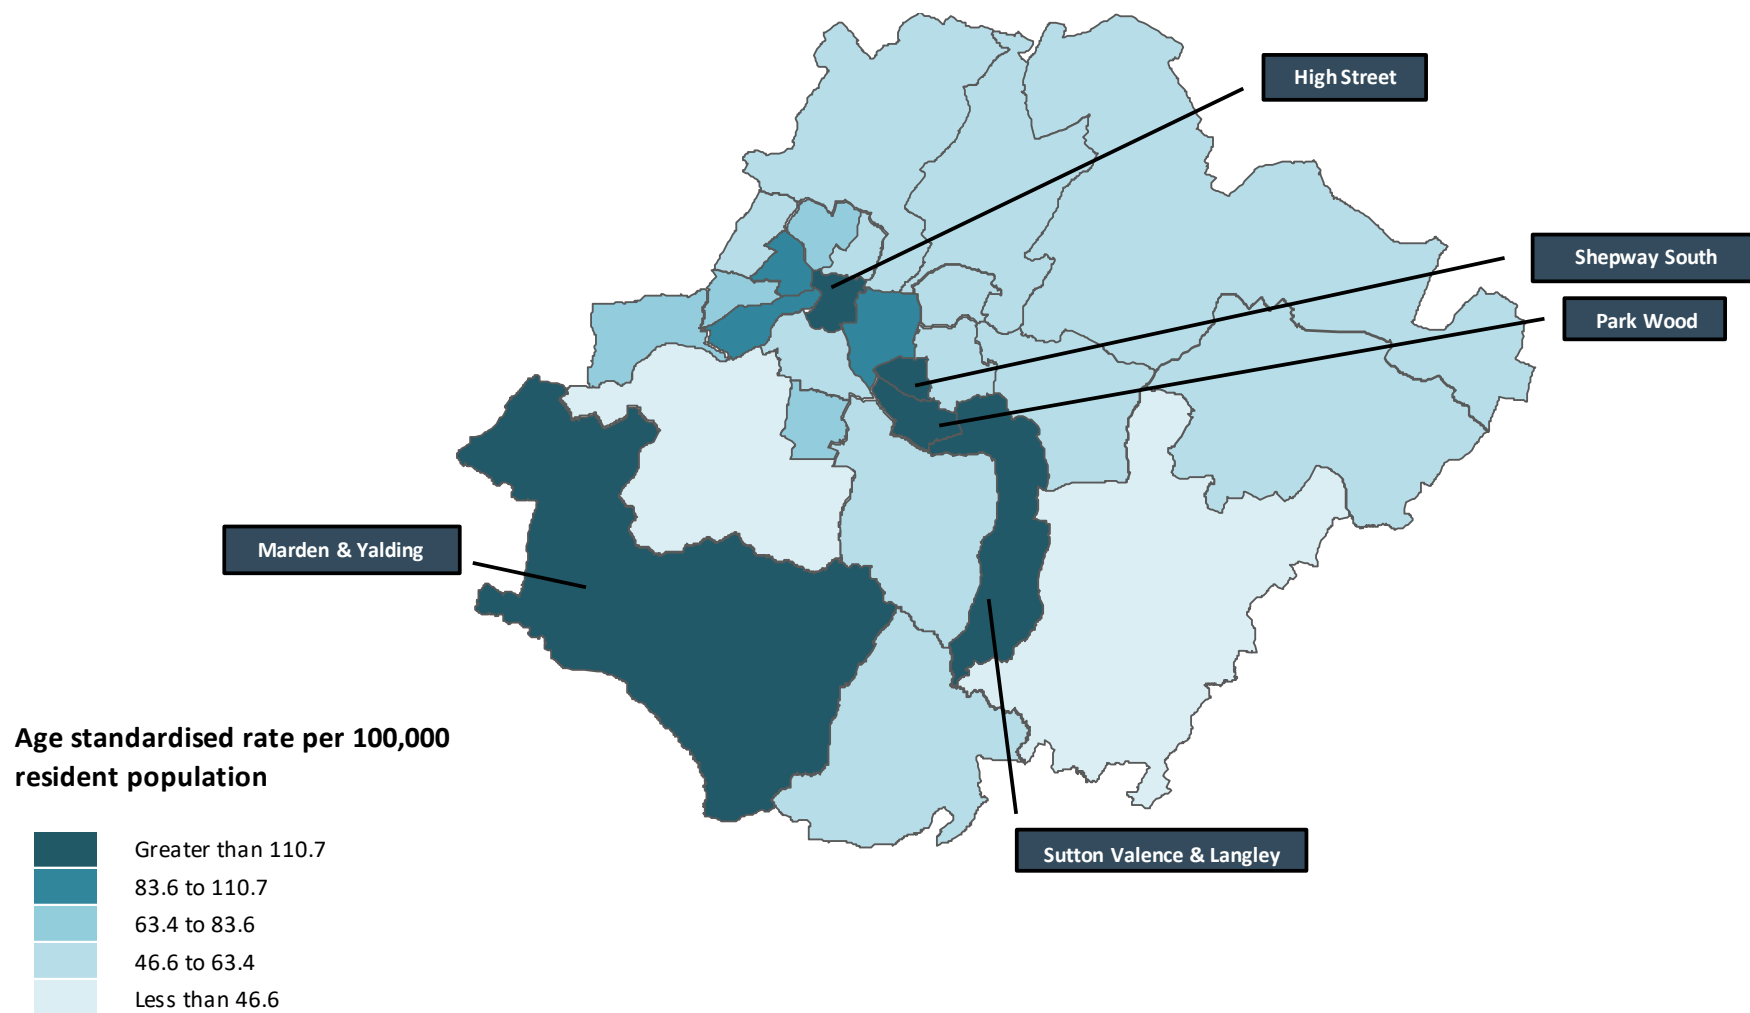 High Street
Shepway South
Park Wood
Marden & Yalding
Sutton Valence & Langley
Age standardised rate per 100,000
resident population
Greater than 110.7
83.6 to 110.7
63.4 to 83.6
46.6 to 63.4
Less than 46.6